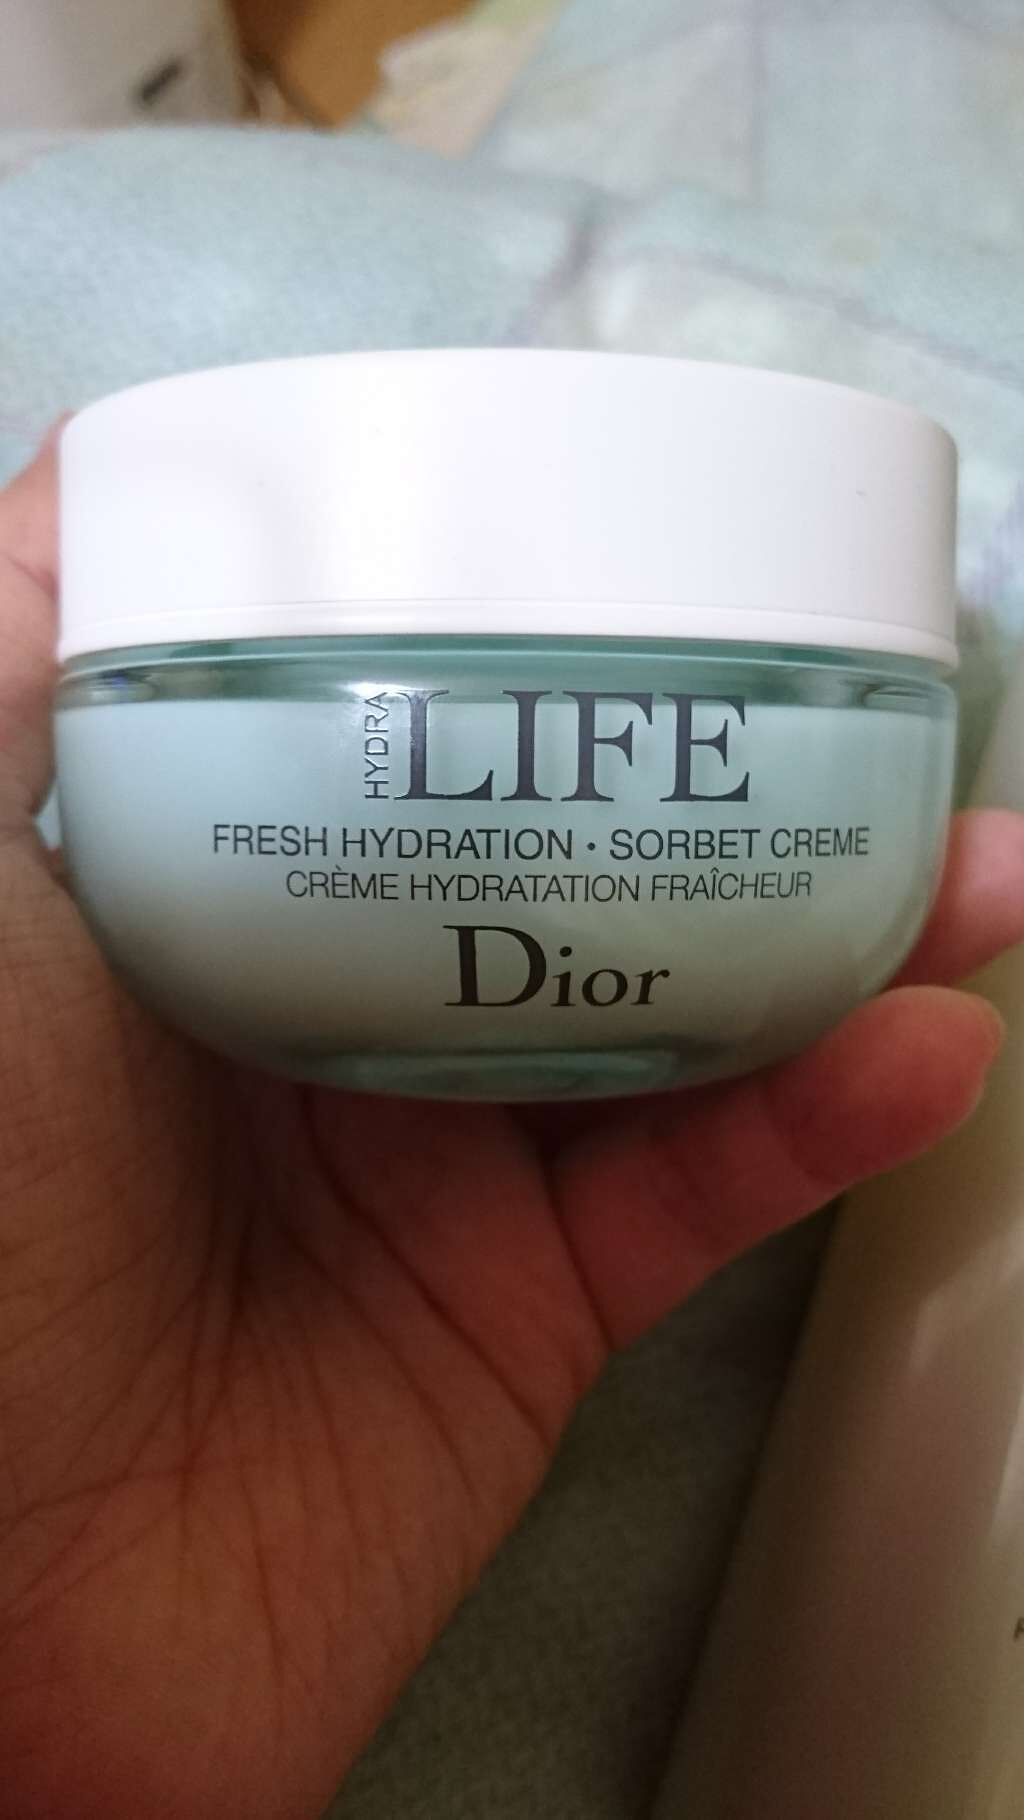 HYDRA
LIFE
FRESH HYDRATION • SORBET CREME
CRÈME HYDRATATION FRAÎCHEUR
Dior